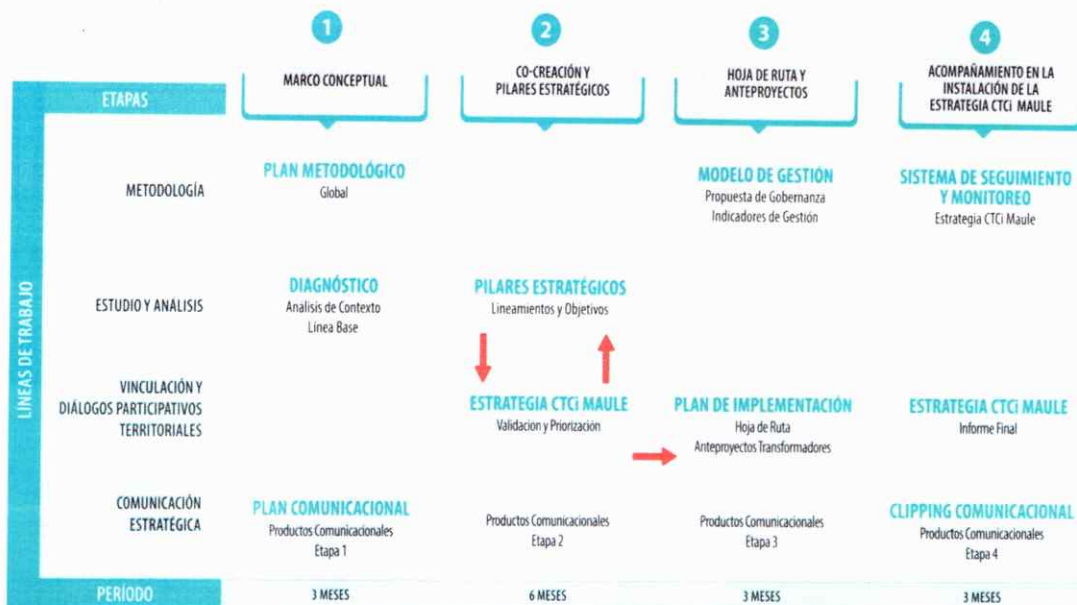 1
2
3
4
MARCO CONCEPTUAL
CO-CREACIÓN Y
PILARES ESTRATÉGICOS
HOJA DE RUTA Y
ANTEPROYECTOS
ACOMPAÑAMIENTO EN LA
INSTALACIÓN DE LA
ESTRATEGIA CTCi MAULE
ETAPAS
LÍNEAS DE TRABAJO
METODOLOGÍA
PLAN METODOLÓGICO
Global
MODELO DE GESTIÓN
Propuesta de Gobernanza
Indicadores de Gestión
SISTEMA DE SEGUIMIENTO
Y MONITOREO
Estrategia CTCi Maule
ESTUDIO Y ANÁLISIS
DIAGNÓSTICO
Analisis de Contexto
Línea Base
PILARES ESTRATÉGICOS
Lineamientos y Objetivos
VINCULACIÓN Y
DIÁLOGOS PARTICIPATIVOS
TERRITORIALES
ESTRATEGIA CTCi MAULE
Validacion y Priorización
PLAN DE IMPLEMENTACIÓN
Hoja de Ruta
Anteproyectos Transformadores
ESTRATEGIA CTCi MAULE
Informe Final
COMUNICACIÓN
ESTRATÉGICA
PLAN COMUNICACIONAL
Productos Comunicacionales
Etapa 1
Productos Comunicacionales
Etapa 2
Productos Comunicacionales
Etapa 3
CLIPPING COMUNICACIONAL
Productos Comunicacionales
Etapa 4
PERÍODO
3 MESES
6 MESES
3 MESES
3 MESES